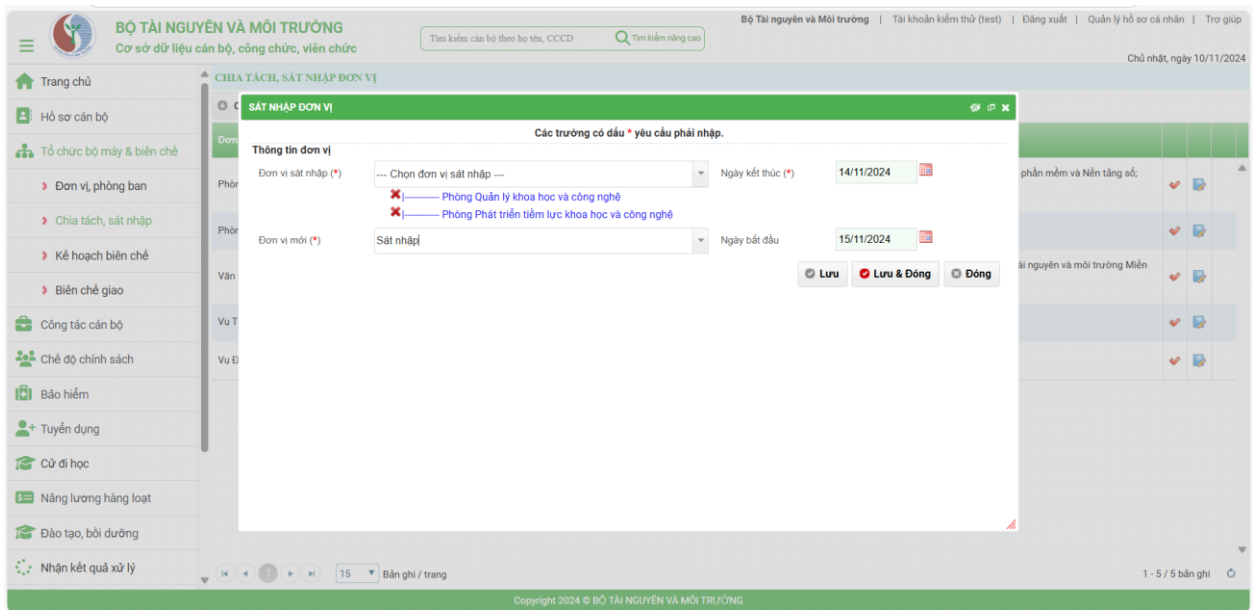 BỘ TÀI NGUYÊN VÀ MÔI TRƯỜNG
Cơ sở dữ liệu cán bộ, công chức, viên chức
Tìm kiếm cán bộ theo họ tên, CCCD
Tìm kiếm nâng cao
Bộ Tài nguyên và Môi trường | Tài khoản kiểm thử (test) | Đăng xuất | Quản lý hồ sơ cá nhân | Trợ giúp
Chủ nhật, ngày 10/11/2024
Trang chủ
Hồ sơ cán bộ
Tổ chức bộ máy & biên chế
Đơn vị, phòng ban
Chia tách, sát nhập
Kế hoạch biên chế
Biên chế giao
Công tác cán bộ
Chế độ chính sách
Bảo hiểm
Tuyển dụng
Cử đi học
Nâng lương hàng loạt
Đào tạo, bồi dưỡng
Nhận kết quả xử lý
CHIA TÁCH, SÁT NHẬP ĐƠN VỊ
C
Đơn
SÁT NHẬP ĐƠN VỊ
Các trường có dấu * yêu cầu phải nhập.
Thông tin đơn vị
Đơn vị sát nhập (*)
--- Chọn đơn vị sát nhập ---
Ngày kết thúc (*)
14/11/2024
|----------- Phòng Quản lý khoa học và công nghệ
|----------- Phòng Phát triển tiềm lực khoa học và công nghệ
Đơn vị mới (*)
Sát nhập
Ngày bắt đầu
15/11/2024
Lưu
Lưu & Đóng
Đóng
Phòn
phần mềm và Nền tảng số;
Phòn
Văn
ài nguyên và môi trường Miền
Vụ T
Vụ Đ
1
15
Bản ghi / trang
1 - 5 / 5 bản ghi
Copyright 2024 © BỘ TÀI NGUYÊN VÀ MÔI TRƯỜNG